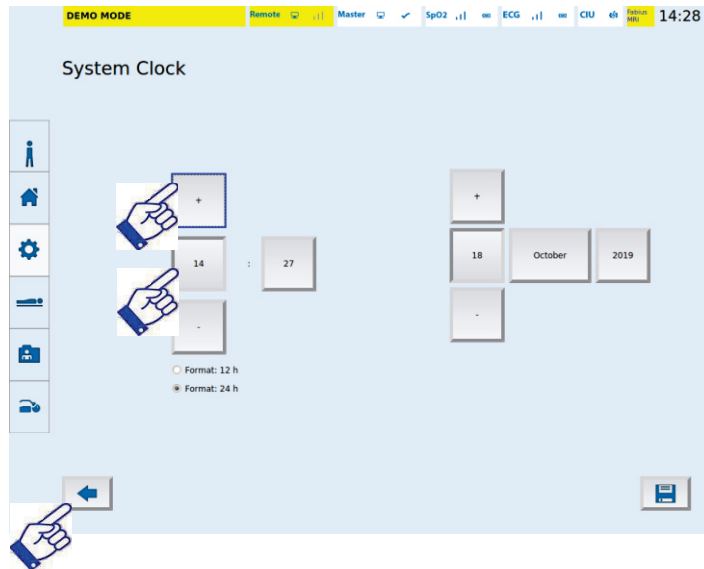 DEMO MODE Remote Master SpO2 ECG CIU Fabius MRI 14:28
System Clock
+ +
14 : 27 18 October 2019
- -
Format: 12 h
Format: 24 h